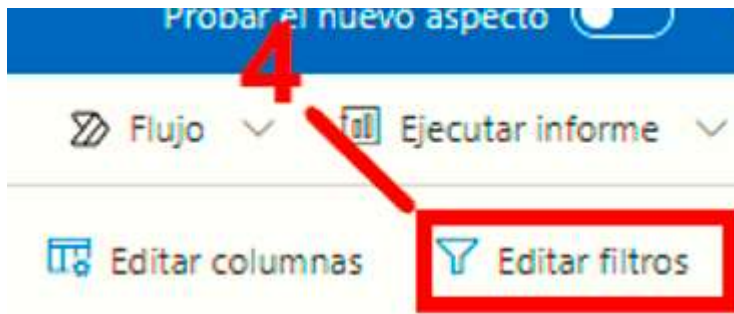 Probar el nuevo aspecto
4
Flujo
Ejecutar informe
Editar columnas
Editar filtros